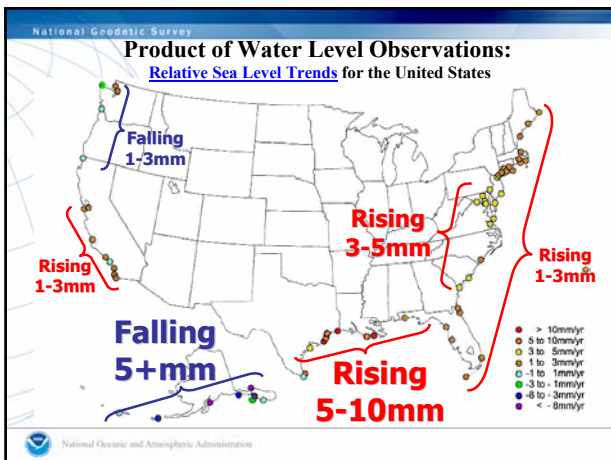 National Geodetic Survey
Product of Water Level Observations:
Relative Sea Level Trends for the United States
Falling
1-3mm
Rising
3-5mm
Rising
1-3mm
Rising
1-3mm
Falling
5+mm
Rising
5-10mm
> 10mm/yr
5 to 10mm/yr
3 to 5mm/yr
1 to 3mm/yr
-1 to 1mm/yr
-3 to - 1mm/yr
-8 to - 3mm/yr
< - 8mm/yr
National Oceanic and Atmospheric Administration